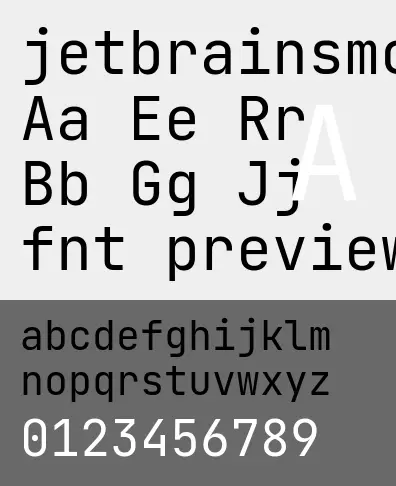 jetbrainsmo
Aa Ee Rr
A
Bb Gg Jj
fnt preview
abcdefghijklm
nopqrstuvwxyz
0123456789